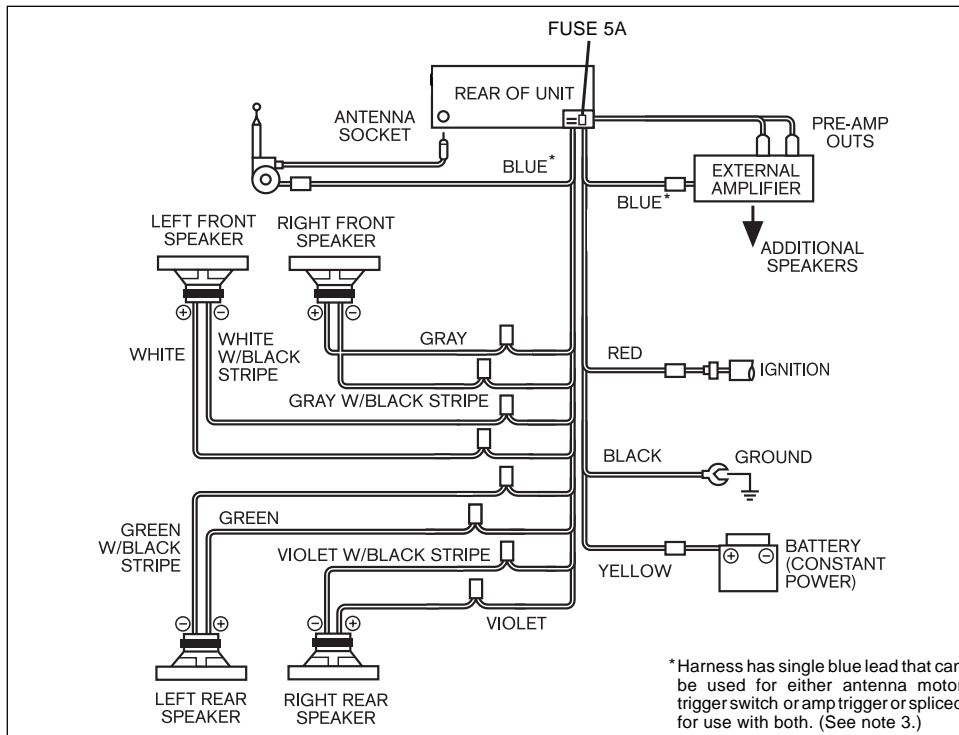 FUSE 5A
REAR OF UNIT
ANTENNA
SOCKET
PRE-AMP
OUTS
BLUE*
EXTERNAL
AMPLIFIER
BLUE*
LEFT FRONT
SPEAKER
RIGHT FRONT
SPEAKER
ADDITIONAL
SPEAKERS
+ −
+ −
WHITE
WHITE
W/BLACK
STRIPE
GRAY
RED
IGNITION
GRAY W/BLACK STRIPE
BLACK
GROUND
GREEN
W/BLACK
STRIPE
GREEN
VIOLET W/BLACK STRIPE
YELLOW
+ −
BATTERY
(CONSTANT
POWER)
VIOLET
− +
− +
LEFT REAR
SPEAKER
RIGHT REAR
SPEAKER
*Harness has single blue lead that can
be used for either antenna motor
trigger switch or amp trigger or spliced
for use with both. (See note 3.)